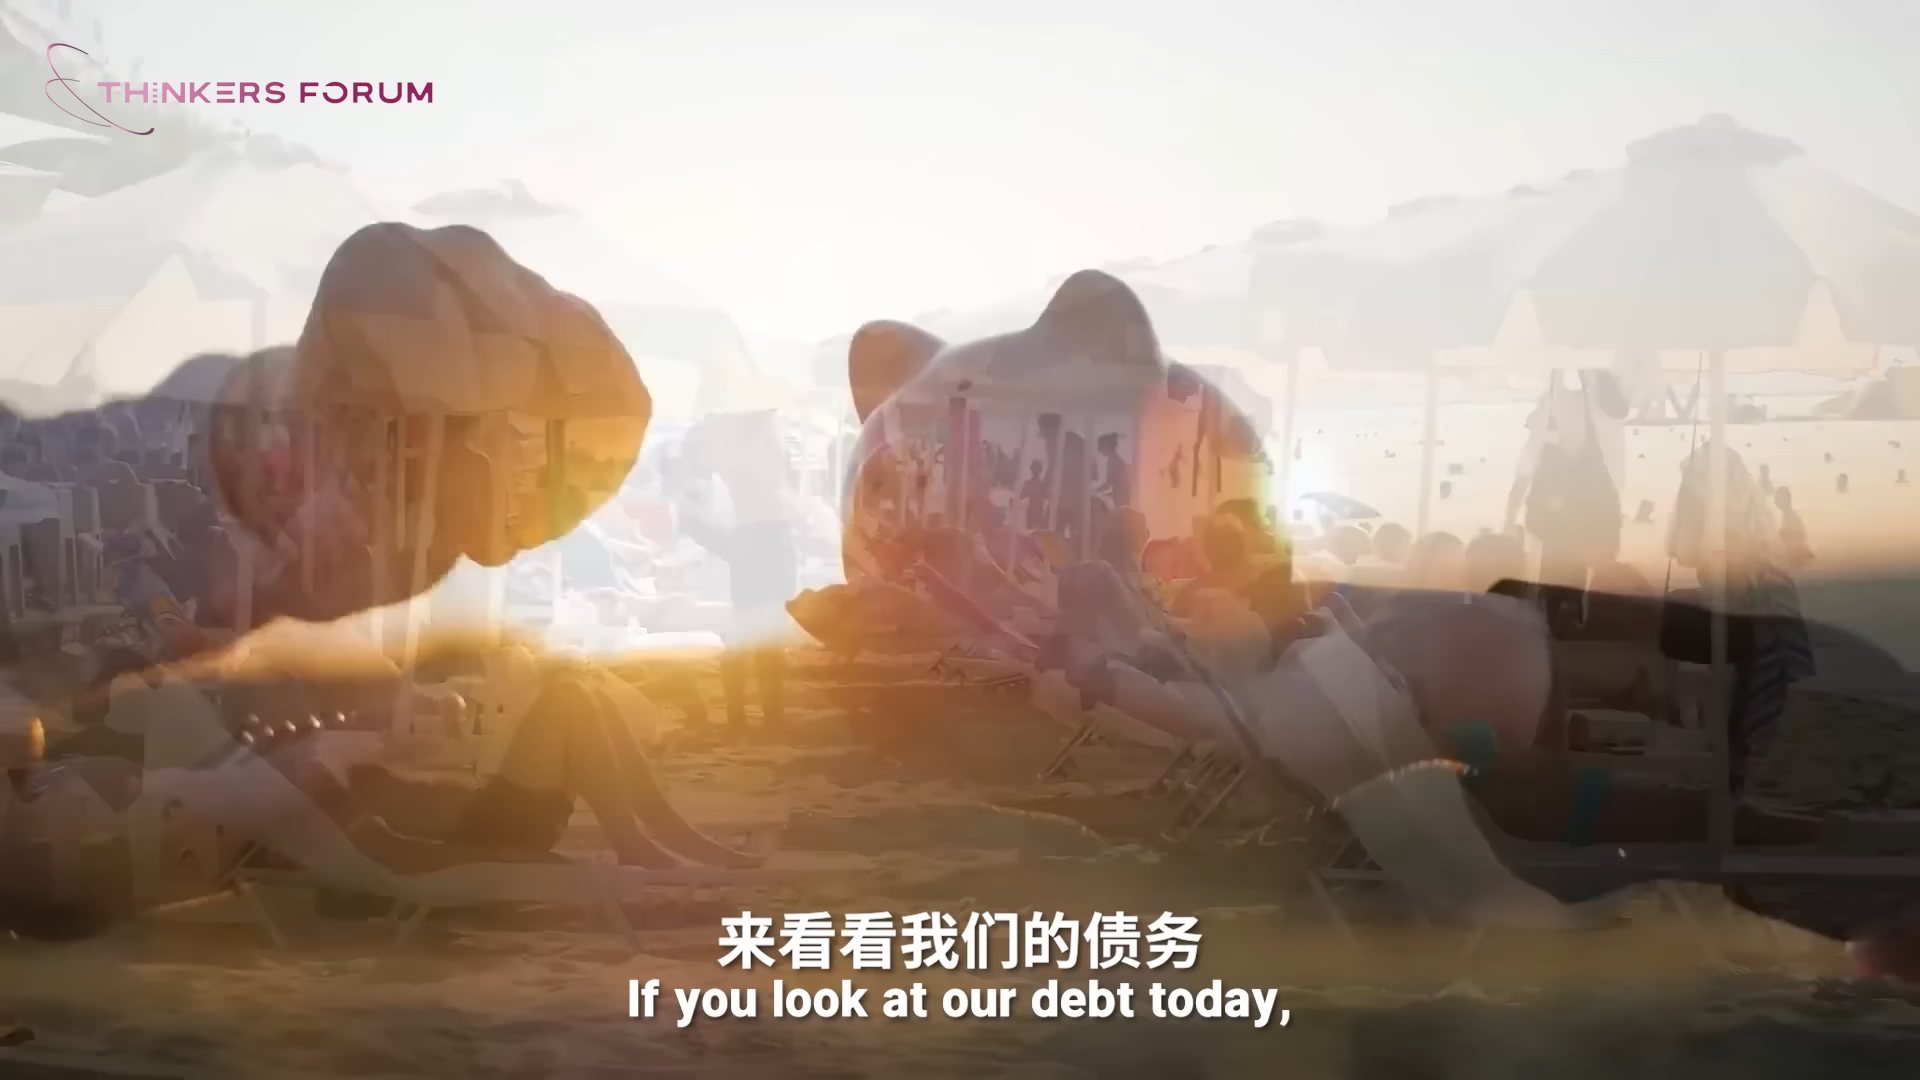 THINKERS FORUM
来看看我们的债务
If you look at our debt today,